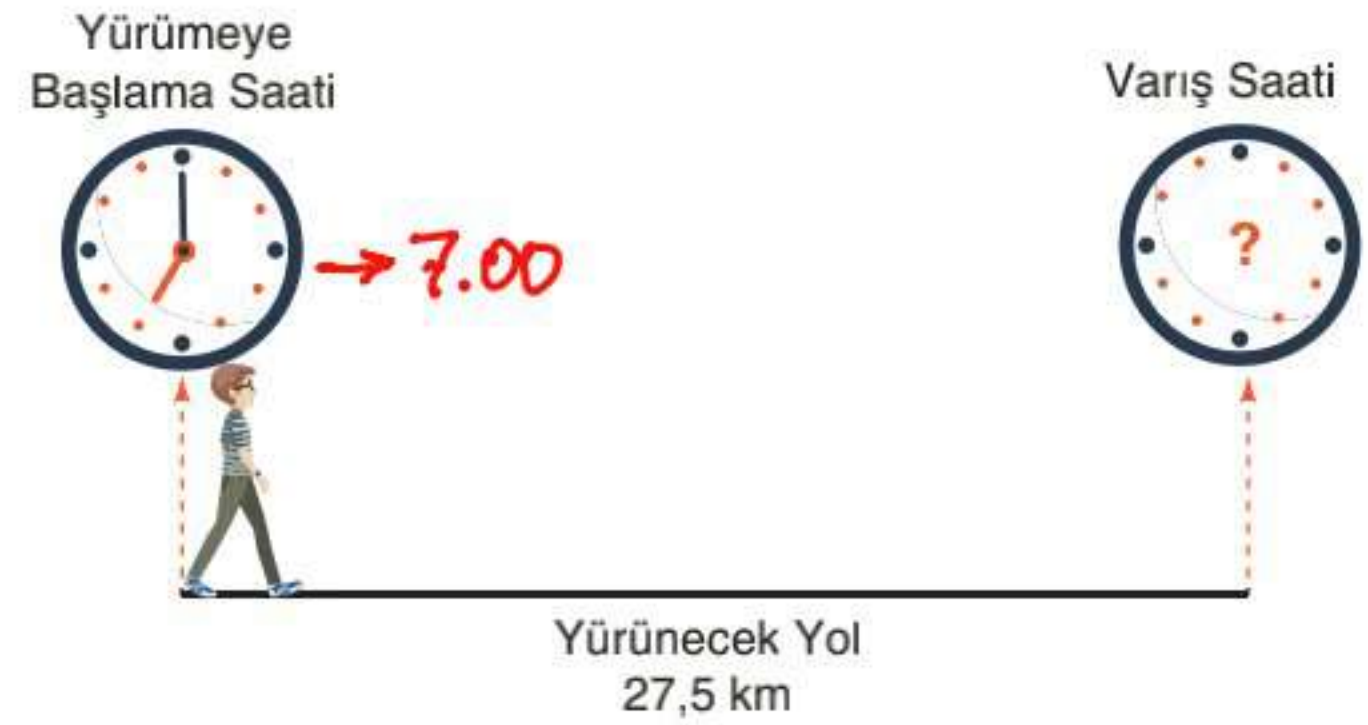 Yürümeye
Başlama Saati
Varış Saati
?
→ 7.00
Yürünecek Yol
27,5 km